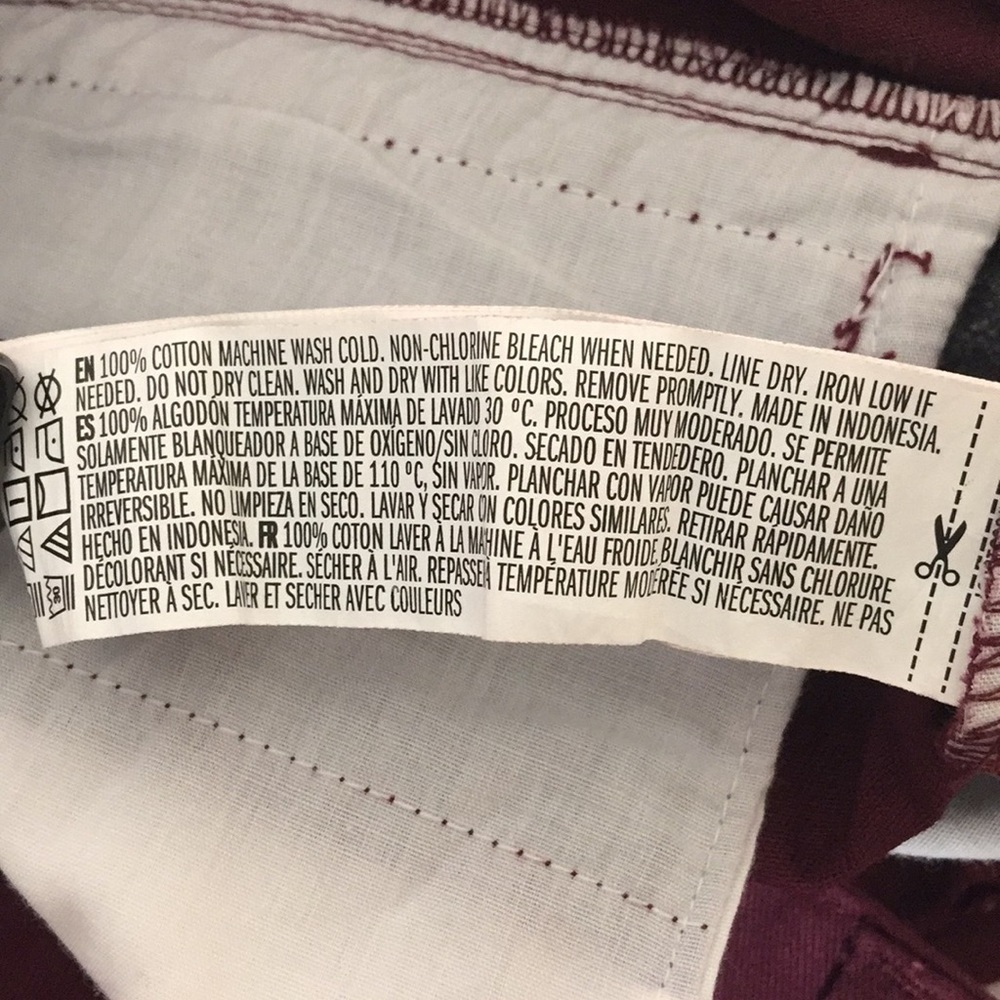 EN 100% COTTON MACHINE WASH COLD. NON-CHLORINE BLEACH WHEN NEEDED. LINE DRY. IRON LOW IF
NEEDED. DO NOT DRY CLEAN. WASH AND DRY WITH LIKE COLORS. REMOVE PROMPTLY. MADE IN INDONESIA.
ES 100% ALGODÓN TEMPERATURA MÁXIMA DE LAVADO 30 °C. PROCESO MUY MODERADO. SE PERMITE
SOLAMENTE BLANQUEADOR A BASE DE OXÍGENO/SIN CLORO. SECADO EN TENDEDERO. PLANCHAR A UNA
TEMPERATURA MÁXIMA DE LA BASE DE 110 °C, SIN VAPOR. PLANCHAR CON VAPOR PUEDE CAUSAR DAÑO
IRREVERSIBLE. NO LIMPIEZA EN SECO. LAVAR Y SECAR CON COLORES SIMILARES. RETIRAR RÁPIDAMENTE.
HECHO EN INDONESIA. FR 100% COTON LAVER À LA MACHINE À L'EAU FROIDE. BLANCHIR SANS CHLORURE
DÉCOLORANT SI NÉCESSAIRE. SÉCHER À L'AIR. REPASSER À TEMPÉRATURE MODÉRÉE SI NÉCESSAIRE. NE PAS
NETTOYER À SEC. LAVER ET SECHER AVEC COULEURS